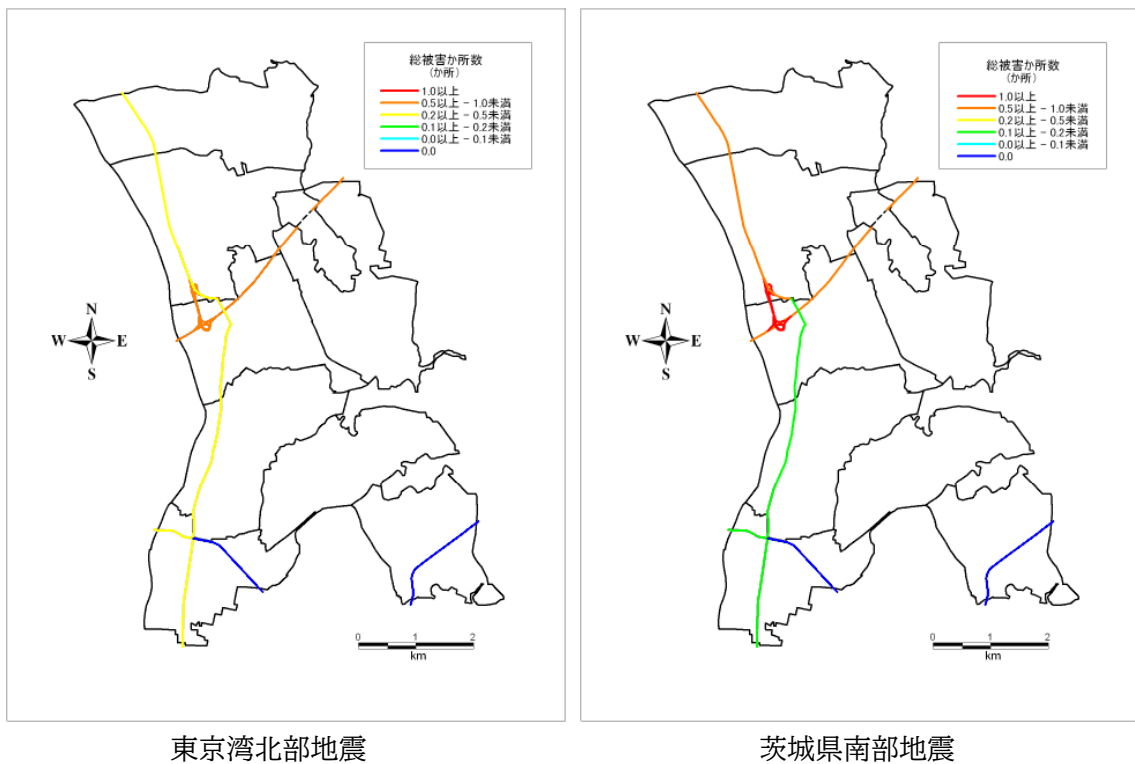 総被害か所数
(か所)
1.0以上
0.5以上 - 1.0未満
0.2以上 - 0.5未満
0.1以上 - 0.2未満
0.0以上 - 0.1未満
0.0
N
W E
S
0 1 2
km
東京湾北部地震
総被害か所数
(か所)
1.0以上
0.5以上 - 1.0未満
0.2以上 - 0.5未満
0.1以上 - 0.2未満
0.0以上 - 0.1未満
0.0
N
W E
S
0 1 2
km
茨城県南部地震